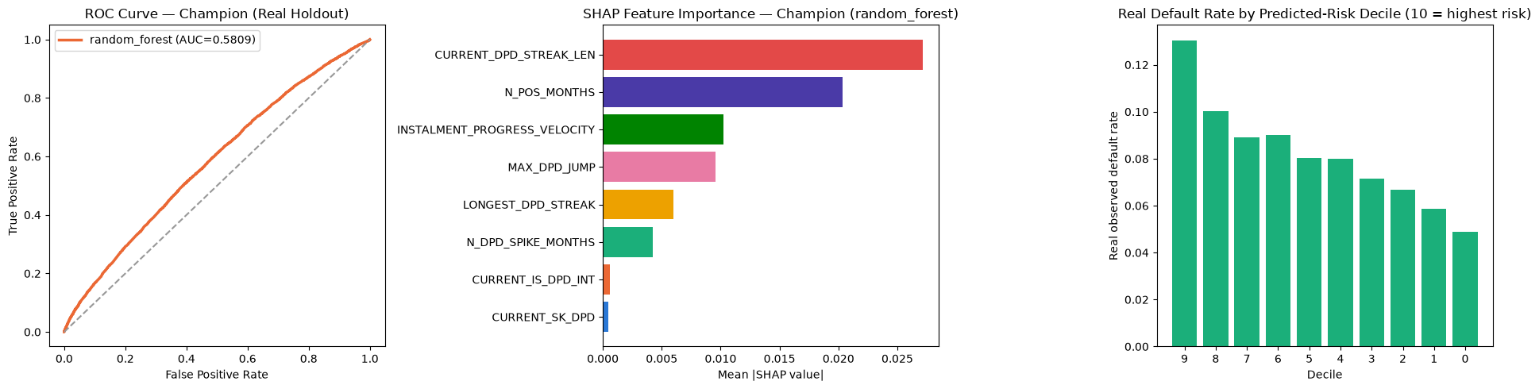 ROC Curve — Champion (Real Holdout)
random_forest (AUC=0.5809)
True Positive Rate
1.0
0.8
0.6
0.4
0.2
0.0
0.0 0.2 0.4 0.6 0.8 1.0
False Positive Rate
SHAP Feature Importance — Champion (random_forest)
CURRENT_DPD_STREAK_LEN
N_POS_MONTHS
INSTALMENT_PROGRESS_VELOCITY
MAX_DPD_JUMP
LONGEST_DPD_STREAK
N_DPD_SPIKE_MONTHS
CURRENT_IS_DPD_INT
CURRENT_SK_DPD
0.000 0.005 0.010 0.015 0.020 0.025
Mean |SHAP value|
Real Default Rate by Predicted-Risk Decile (10 = highest risk)
Real observed default rate
0.12
0.10
0.08
0.06
0.04
0.02
0.00
9 8 7 6 5 4 3 2 1 0
Decile